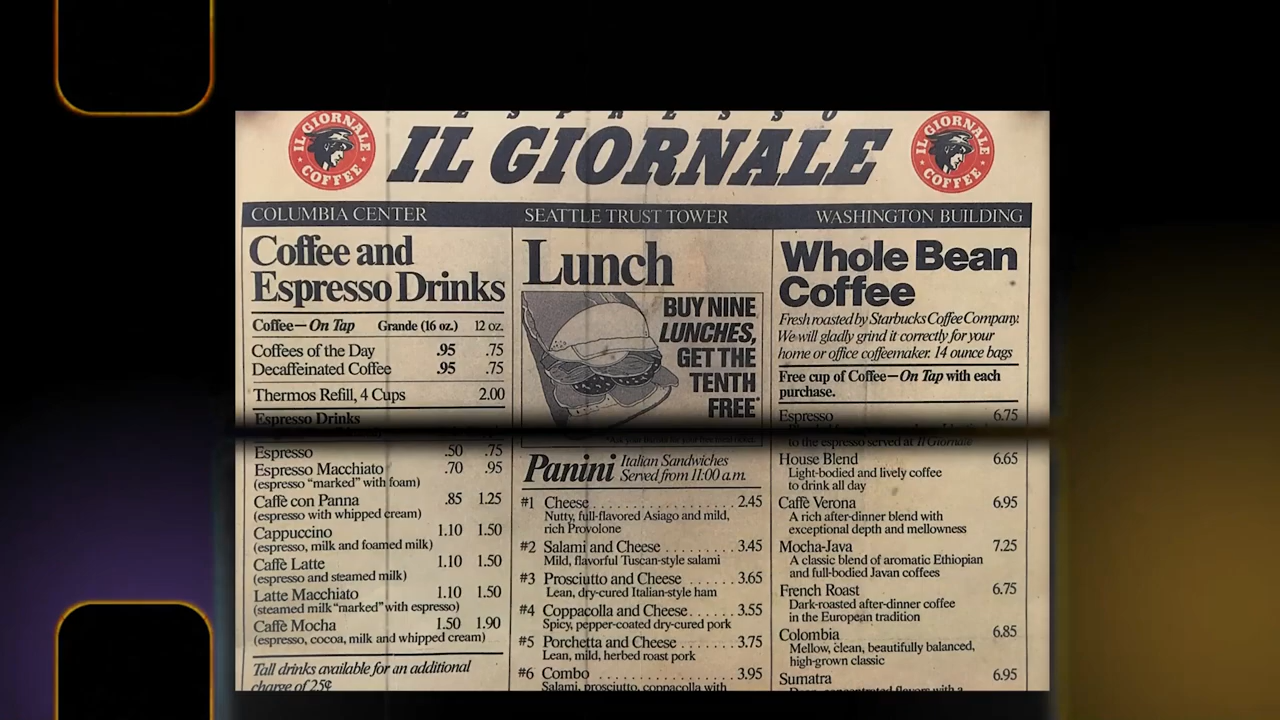 ESPRESSO
IL GIORNALE
IL GIORNALE COFFEE
IL GIORNALE COFFEE
COLUMBIA CENTER
SEATTLE TRUST TOWER
WASHINGTON BUILDING
Coffee and
Espresso Drinks
Coffee—On Tap Grande (16 oz.) 12 oz.
Coffees of the Day .95 .75
Decaffeinated Coffee .95 .75
Thermos Refill, 4 Cups 2.00
Espresso Drinks
Espresso .50 .75
Espresso Macchiato .70 .95
(espresso "marked" with foam)
Caffè con Panna .85 1.25
(espresso with whipped cream)
Cappuccino 1.10 1.50
(espresso, milk and foamed milk)
Caffè Latte 1.10 1.50
(espresso and steamed milk)
Latte Macchiato 1.10 1.50
(steamed milk "marked" with espresso)
Caffè Mocha 1.50 1.90
(espresso, cocoa, milk and whipped cream)
Tall drinks available for an additional
charge of 25¢
Lunch
BUY NINE
LUNCHES,
GET THE
TENTH
FREE*
Panini Italian Sandwiches
Served from 11:00 a.m.
#1 Cheese . . . . . . . . . . . . . . . . . . 2.45
Nutty, full-flavored Asiago and mild,
rich Provolone
#2 Salami and Cheese . . . . . . . . . 3.45
Mild, flavorful Tuscan-style salami
#3 Prosciutto and Cheese . . . . . . 3.65
Lean, dry-cured Italian-style ham
#4 Coppacolla and Cheese . . . . . . 3.55
Spicy, pepper-coated dry-cured pork
#5 Porchetta and Cheese . . . . . . . 3.75
Lean, mild, herbed roast pork
#6 Combo . . . . . . . . . . . . . . . . . 3.95
Salami, prosciutto, coppacolla with
Whole Bean
Coffee
Fresh roasted by Starbucks Coffee Company.
We will gladly grind it correctly for your
home or office coffeemaker. 14 ounce bags
Free cup of Coffee—On Tap with each
purchase.
Espresso 6.75
to the espresso served at Il Giornale
House Blend 6.65
Light-bodied and lively coffee
to drink all day
Caffè Verona 6.95
A rich after-dinner blend with
exceptional depth and mellowness
Mocha-Java 7.25
A classic blend of aromatic Ethiopian
and full-bodied Javan coffees
French Roast 6.75
Dark-roasted after-dinner coffee
in the European tradition
Colombia 6.85
Mellow, clean, beautifully balanced,
high-grown classic
Sumatra 6.95
Deep, concentrated flavors with a